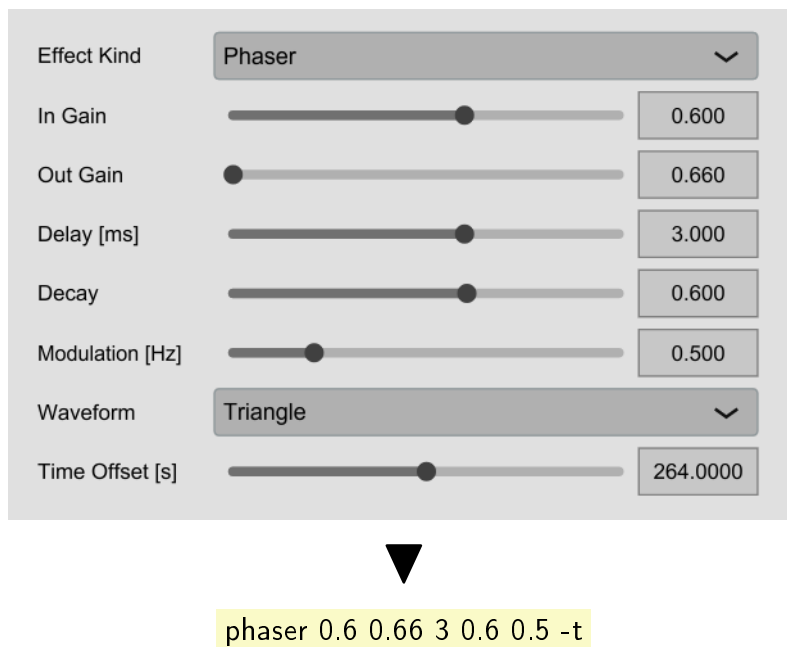 Effect Kind Phaser
In Gain 0.600
Out Gain 0.660
Delay [ms] 3.000
Decay 0.600
Modulation [Hz] 0.500
Waveform Triangle
Time Offset [s] 264.0000
phaser 0.6 0.66 3 0.6 0.5 -t